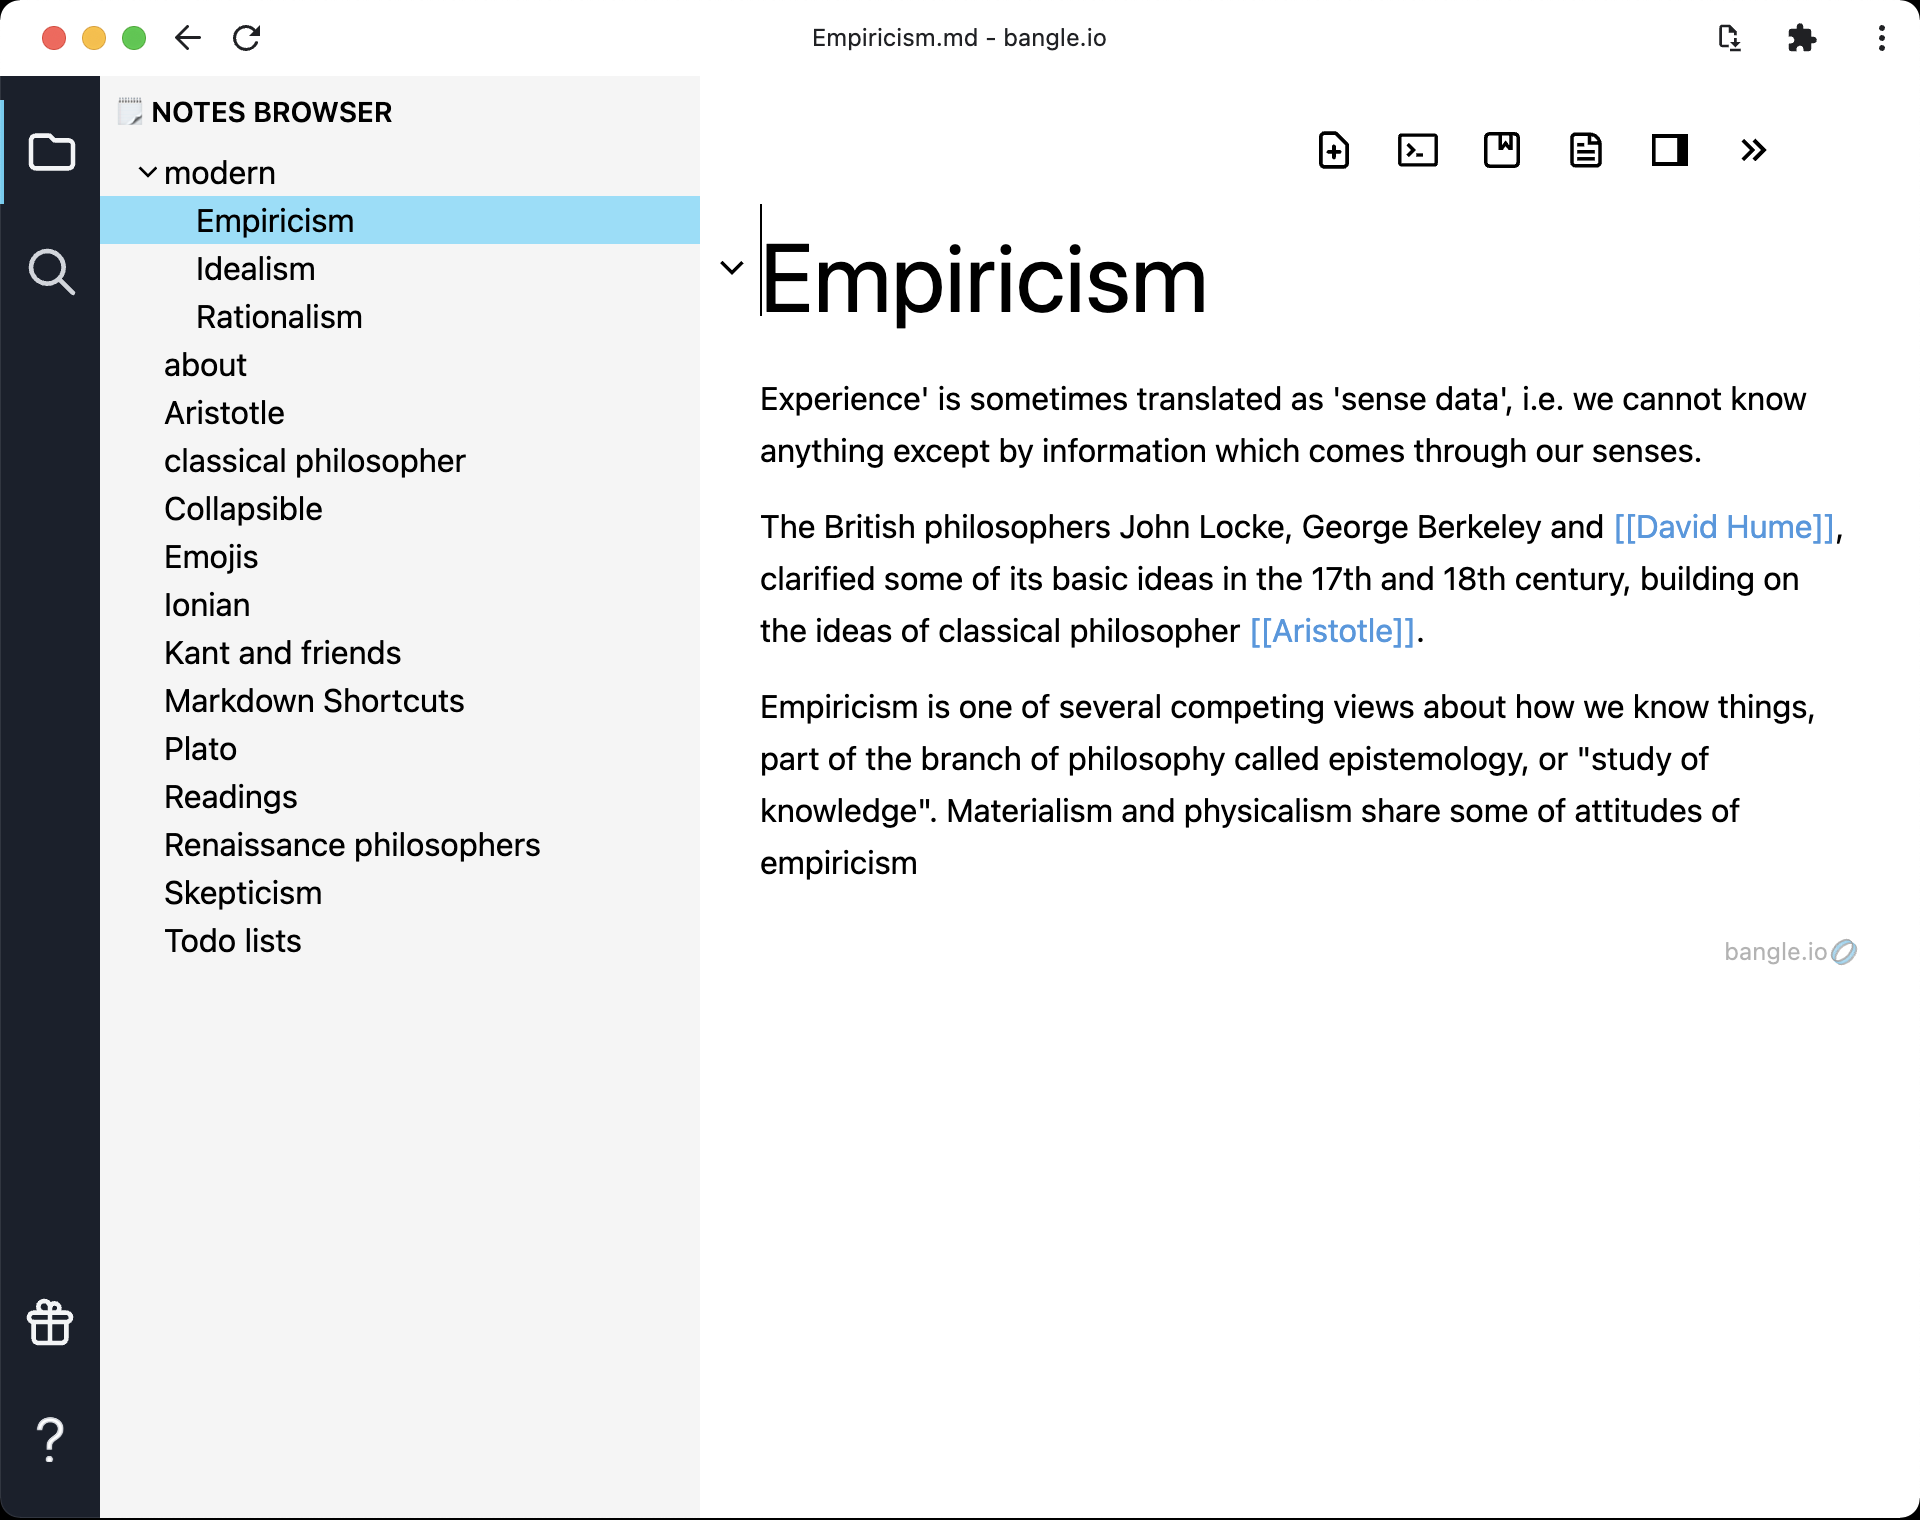 Empiricism.md - bangle.io
NOTES BROWSER
modern
Empiricism
Idealism
Rationalism
about
Aristotle
classical philosopher
Collapsible
Emojis
Ionian
Kant and friends
Markdown Shortcuts
Plato
Readings
Renaissance philosophers
Skepticism
Todo lists
Empiricism
Experience' is sometimes translated as 'sense data', i.e. we cannot know
anything except by information which comes through our senses.
The British philosophers John Locke, George Berkeley and [[David Hume]],
clarified some of its basic ideas in the 17th and 18th century, building on
the ideas of classical philosopher [[Aristotle]].
Empiricism is one of several competing views about how we know things,
part of the branch of philosophy called epistemology, or "study of
knowledge". Materialism and physicalism share some of attitudes of
empiricism
bangle.io